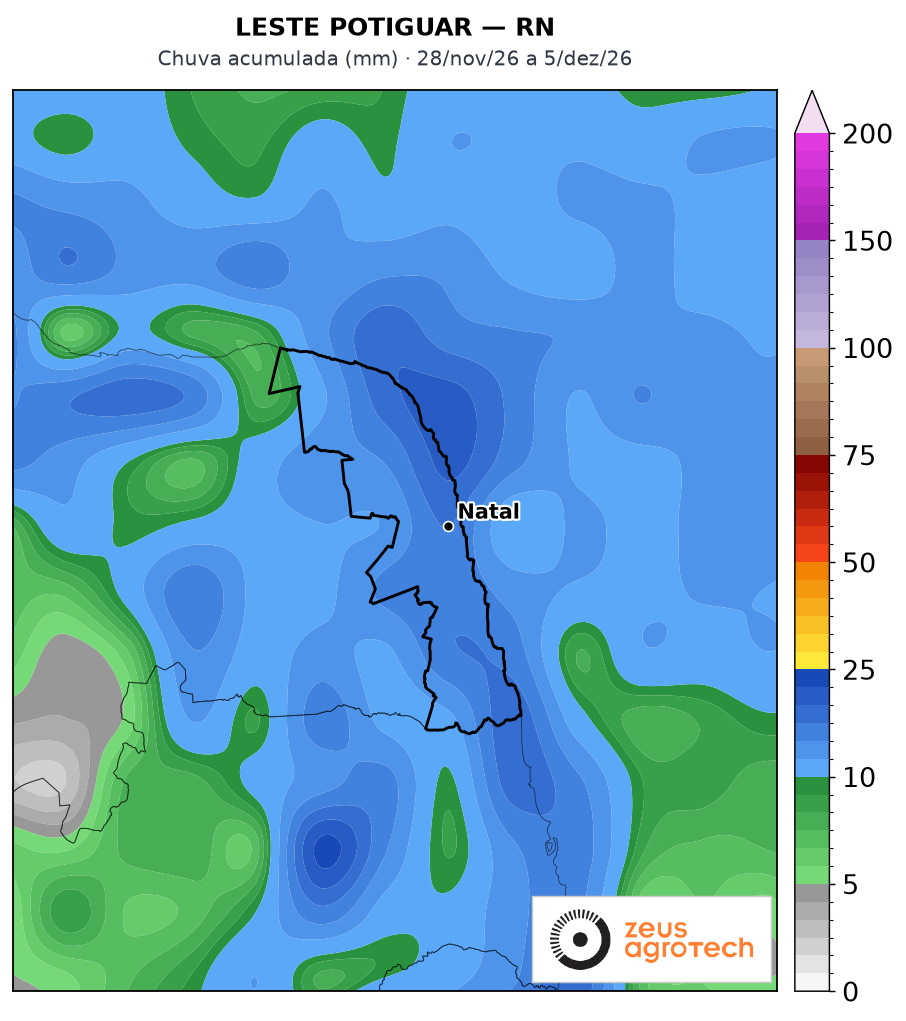 LESTE POTIGUAR — RN
Chuva acumulada (mm) · 28/nov/26 a 5/dez/26
200
150
100
75
50
25
10
5
0
Natal
zeus
agrotech